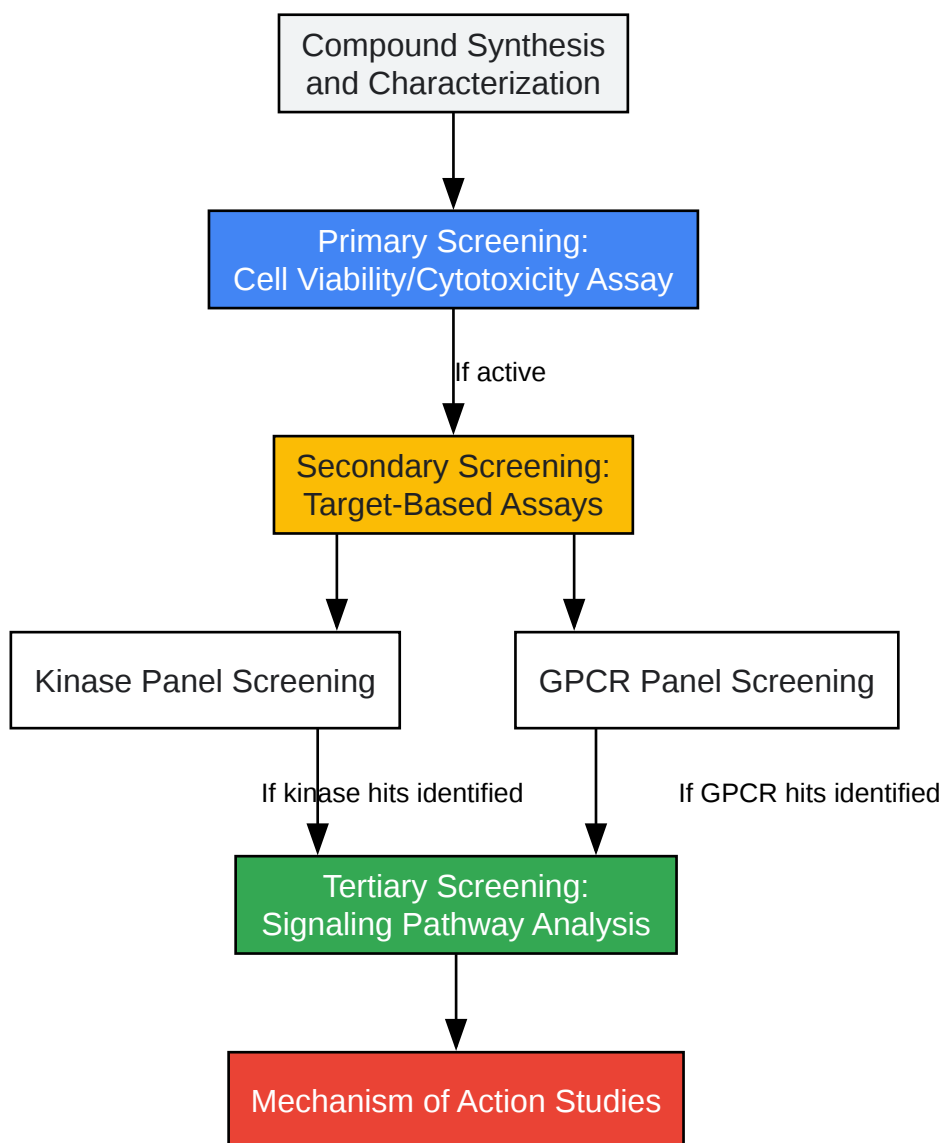 Compound Synthesis
and Characterization
Primary Screening:
Cell Viability/Cytotoxicity Assay
If active
Secondary Screening:
Target-Based Assays
Kinase Panel Screening
GPCR Panel Screening
If kinase hits identified
If GPCR hits identified
Tertiary Screening:
Signaling Pathway Analysis
Mechanism of Action Studies